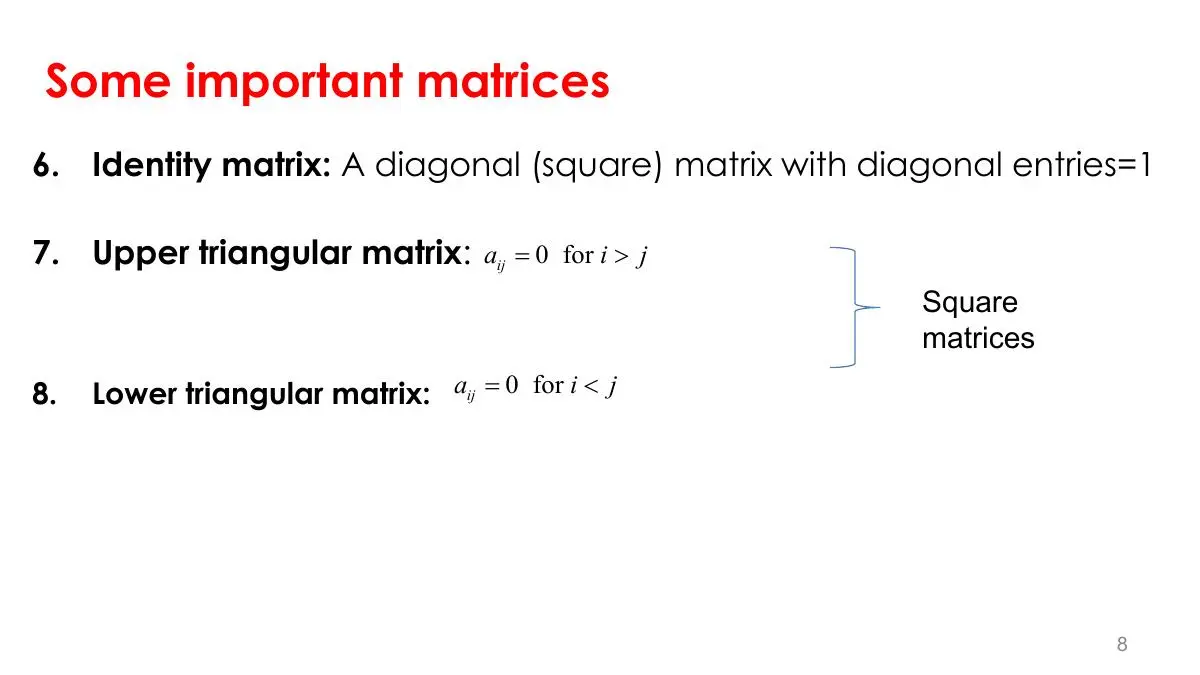 Some important matrices
6. Identity matrix: A diagonal (square) matrix with diagonal entries=1
7. Upper triangular matrix: aij = 0 for i > j
Square
matrices
8. Lower triangular matrix: aij = 0 for i < j
8